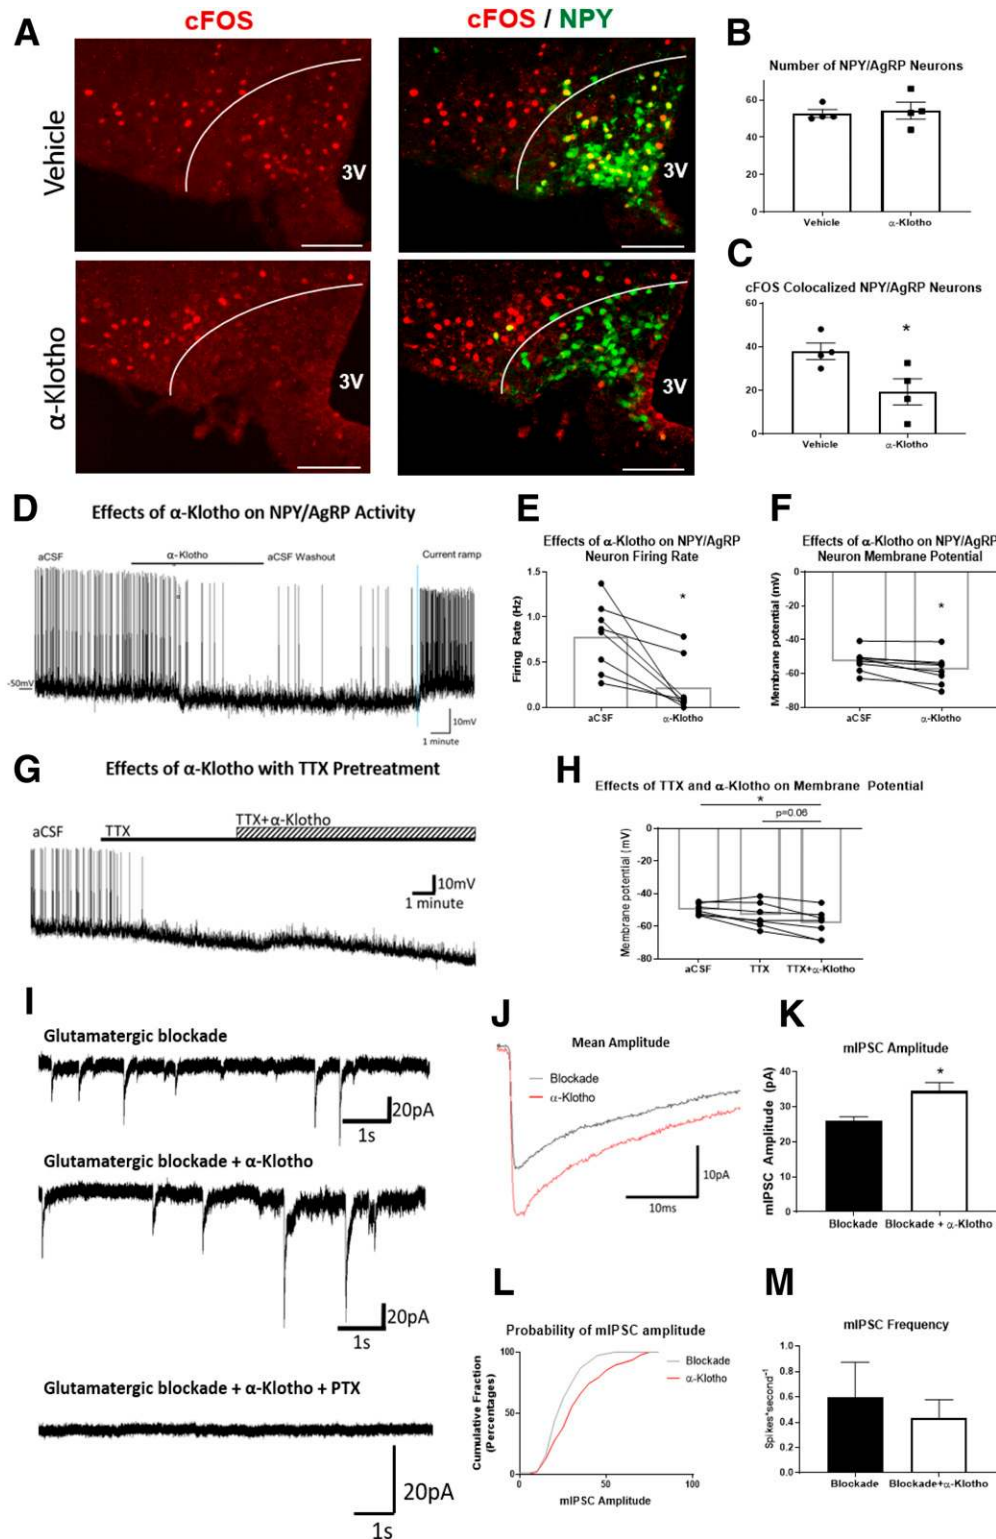 A
cFOS
cFOS / NPY
Vehicle
3V
3V
α-Klotho
3V
3V
B
Number of NPY/AgRP Neurons
60
40
20
0
Vehicle
α-Klotho
C
cFOS Colocalized NPY/AgRP Neurons
60
40
20
0
*
Vehicle
α-Klotho
D
Effects of α-Klotho on NPY/AgRP Activity
aCSF
α-Klotho
aCSF Washout
Current ramp
-50mV
10mV
1 minute
E
Effects of α-Klotho on NPY/AgRP
Neuron Firing Rate
Firing Rate (Hz)
1.5
1.0
0.5
0.0
*
aCSF
α-Klotho
F
Effects of α-Klotho on NPY/AgRP
Neuron Membrane Potential
Membrane potential (mV)
0
-20
-40
-60
-80
*
aCSF
α-Klotho
G
Effects of α-Klotho with TTX Pretreatment
aCSF
TTX
TTX+α-Klotho
10mV
1 minute
H
Effects of TTX and α-Klotho on Membrane Potential
*
p=0.06
Membrane potential (mV)
0
-20
-40
-60
-80
aCSF
TTX
TTX+α-Klotho
I
Glutamatergic blockade
20pA
1s
Glutamatergic blockade + α-Klotho
20pA
1s
Glutamatergic blockade + α-Klotho + PTX
20pA
1s
J
Mean Amplitude
Blockade
α-Klotho
10pA
10ms
K
mIPSC Amplitude
mIPSC Amplitude (pA)
40
30
20
10
0
*
Blockade
Blockade + α-Klotho
L
Probability of mIPSC amplitude
Cumulative Fraction
(Percentages)
100
50
0
0
50
100
Blockade
α-Klotho
mIPSC Amplitude
M
mIPSC Frequency
Spikes*second⁻¹
1.0
0.8
0.6
0.4
0.2
0.0
Blockade
Blockade+α-Klotho